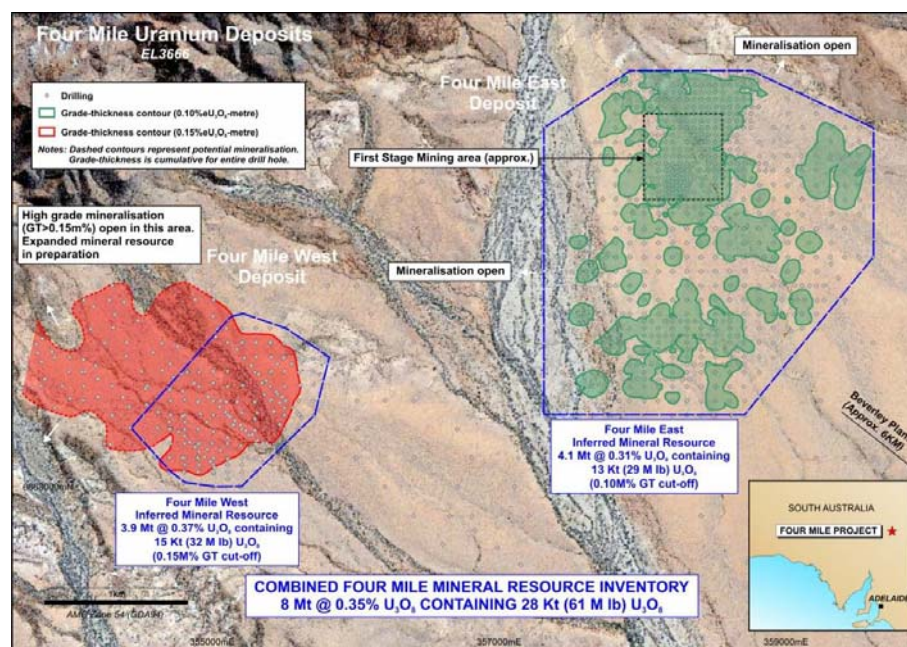 Four Mile Uranium Deposits
EL3666
Drilling
Grade-thickness contour (0.10%eU₃O₈-metre)
Grade-thickness contour (0.15%eU₃O₈-metre)
Notes: Dashed contours represent potential mineralisation.
Grade-thickness is cumulative for entire drill hole.
Four Mile East
Deposit
Mineralisation open
First Stage Mining area (approx.)
High grade mineralisation
(GT>0.15m%) open in this area.
Expanded mineral resource
in preparation
Four Mile West
Deposit
Mineralisation open
Beverley Plant
(Approx. 6KM)
Four Mile East
Inferred Mineral Resource
4.1 Mt @ 0.31% U₃O₈ containing
13 Kt (29 M lb) U₃O₈
(0.10M% GT cut-off)
Four Mile West
Inferred Mineral Resource
3.9 Mt @ 0.37% U₃O₈ containing
15 Kt (32 M lb) U₃O₈
(0.15M% GT cut-off)
COMBINED FOUR MILE MINERAL RESOURCE INVENTORY
8 Mt @ 0.35% U₃O₈ CONTAINING 28 Kt (61 M lb) U₃O₈
SOUTH AUSTRALIA
FOUR MILE PROJECT
ADELAIDE
1km
Zone 54 (GDA94)
355000mE
357000mE
359000mE